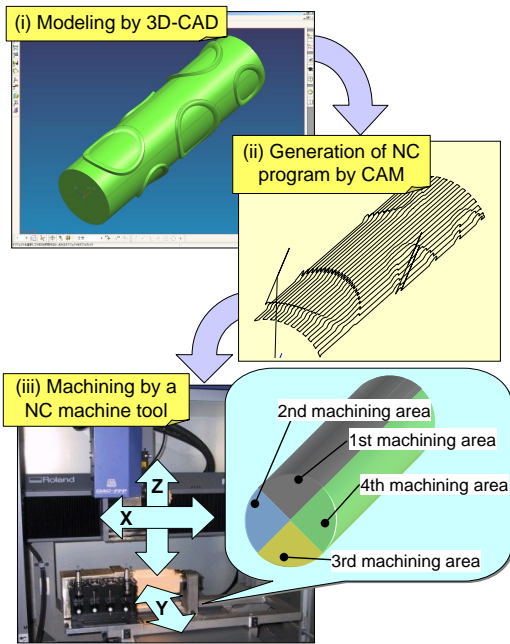 (i) Modeling by 3D-CAD
(ii) Generation of NC
program by CAM
(iii) Machining by a
NC machine tool
2nd machining area
1st machining area
4th machining area
3rd machining area
Roland
Z
X
Y